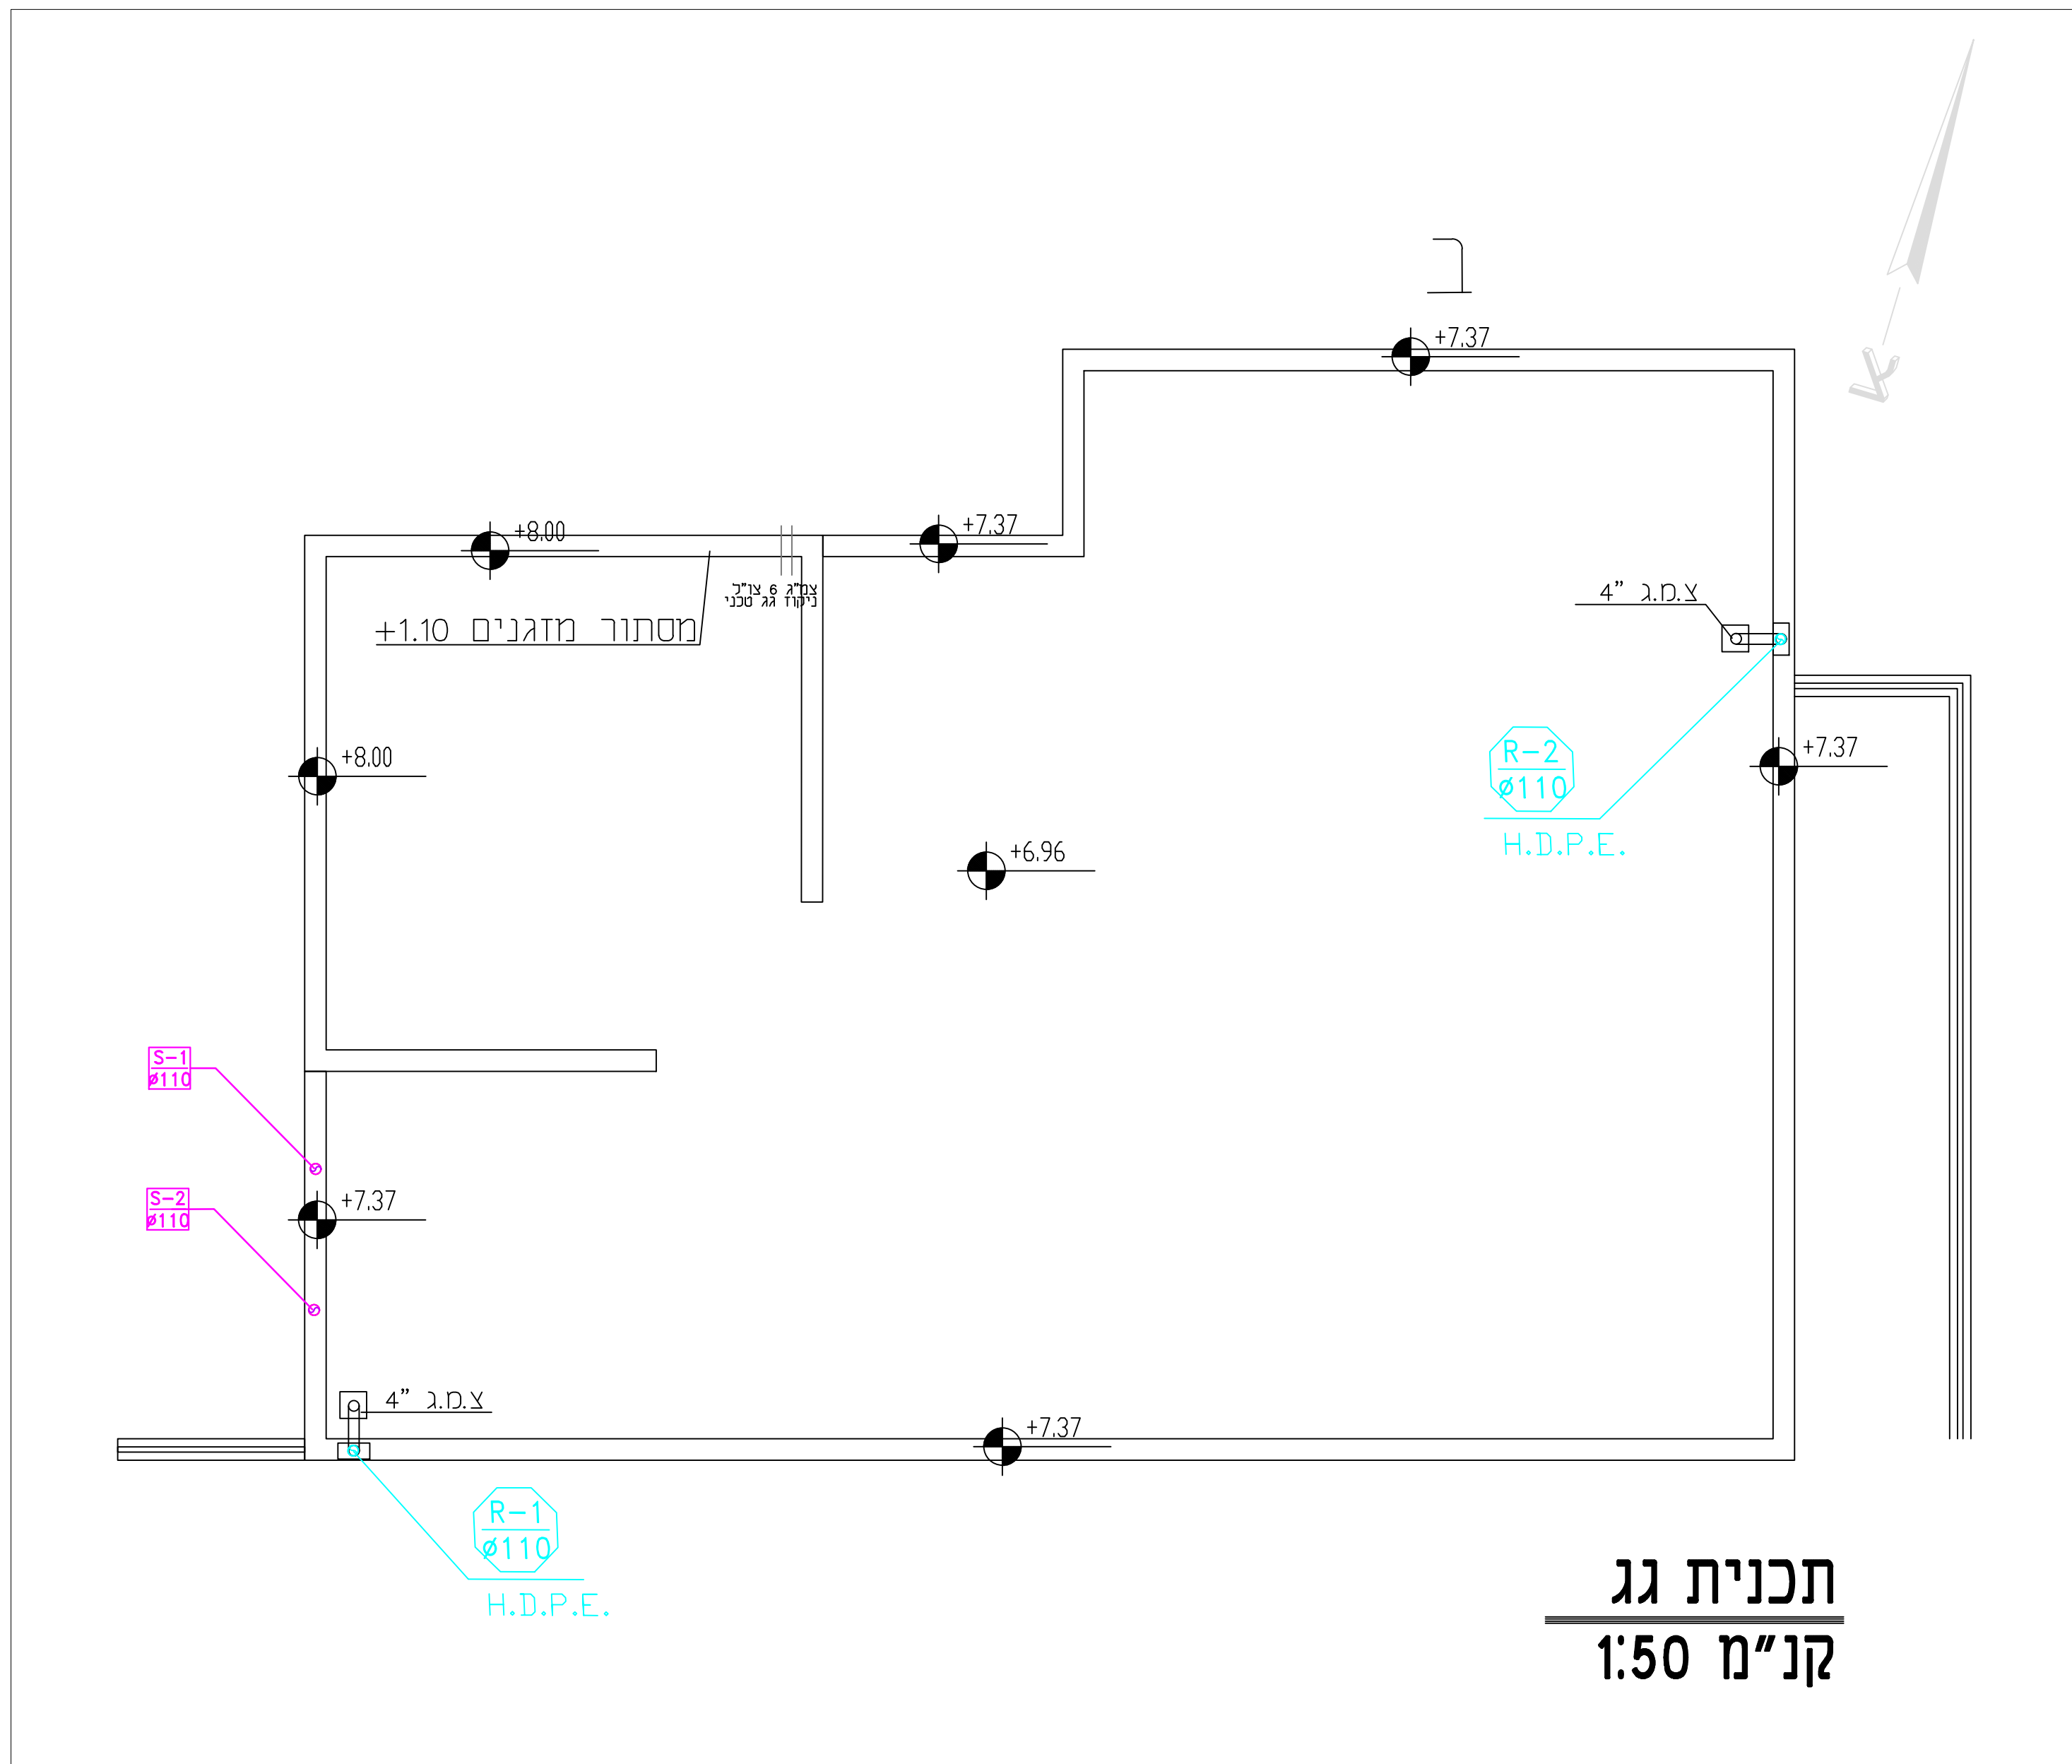 ב
+7.37
+8.00
+7.37
צמ"ג 6 צו"ל
ניקוז גג טכני
מסתור מזגנים +1.10
צ.מ.ג "4
+8.00
R-2
ø110
H.D.P.E.
+7.37
+6.96
S-1
ø110
S-2
ø110
+7.37
צ.מ.ג "4
+7.37
R-1
ø110
H.D.P.E.
תכנית גג
קנ"מ 1:50